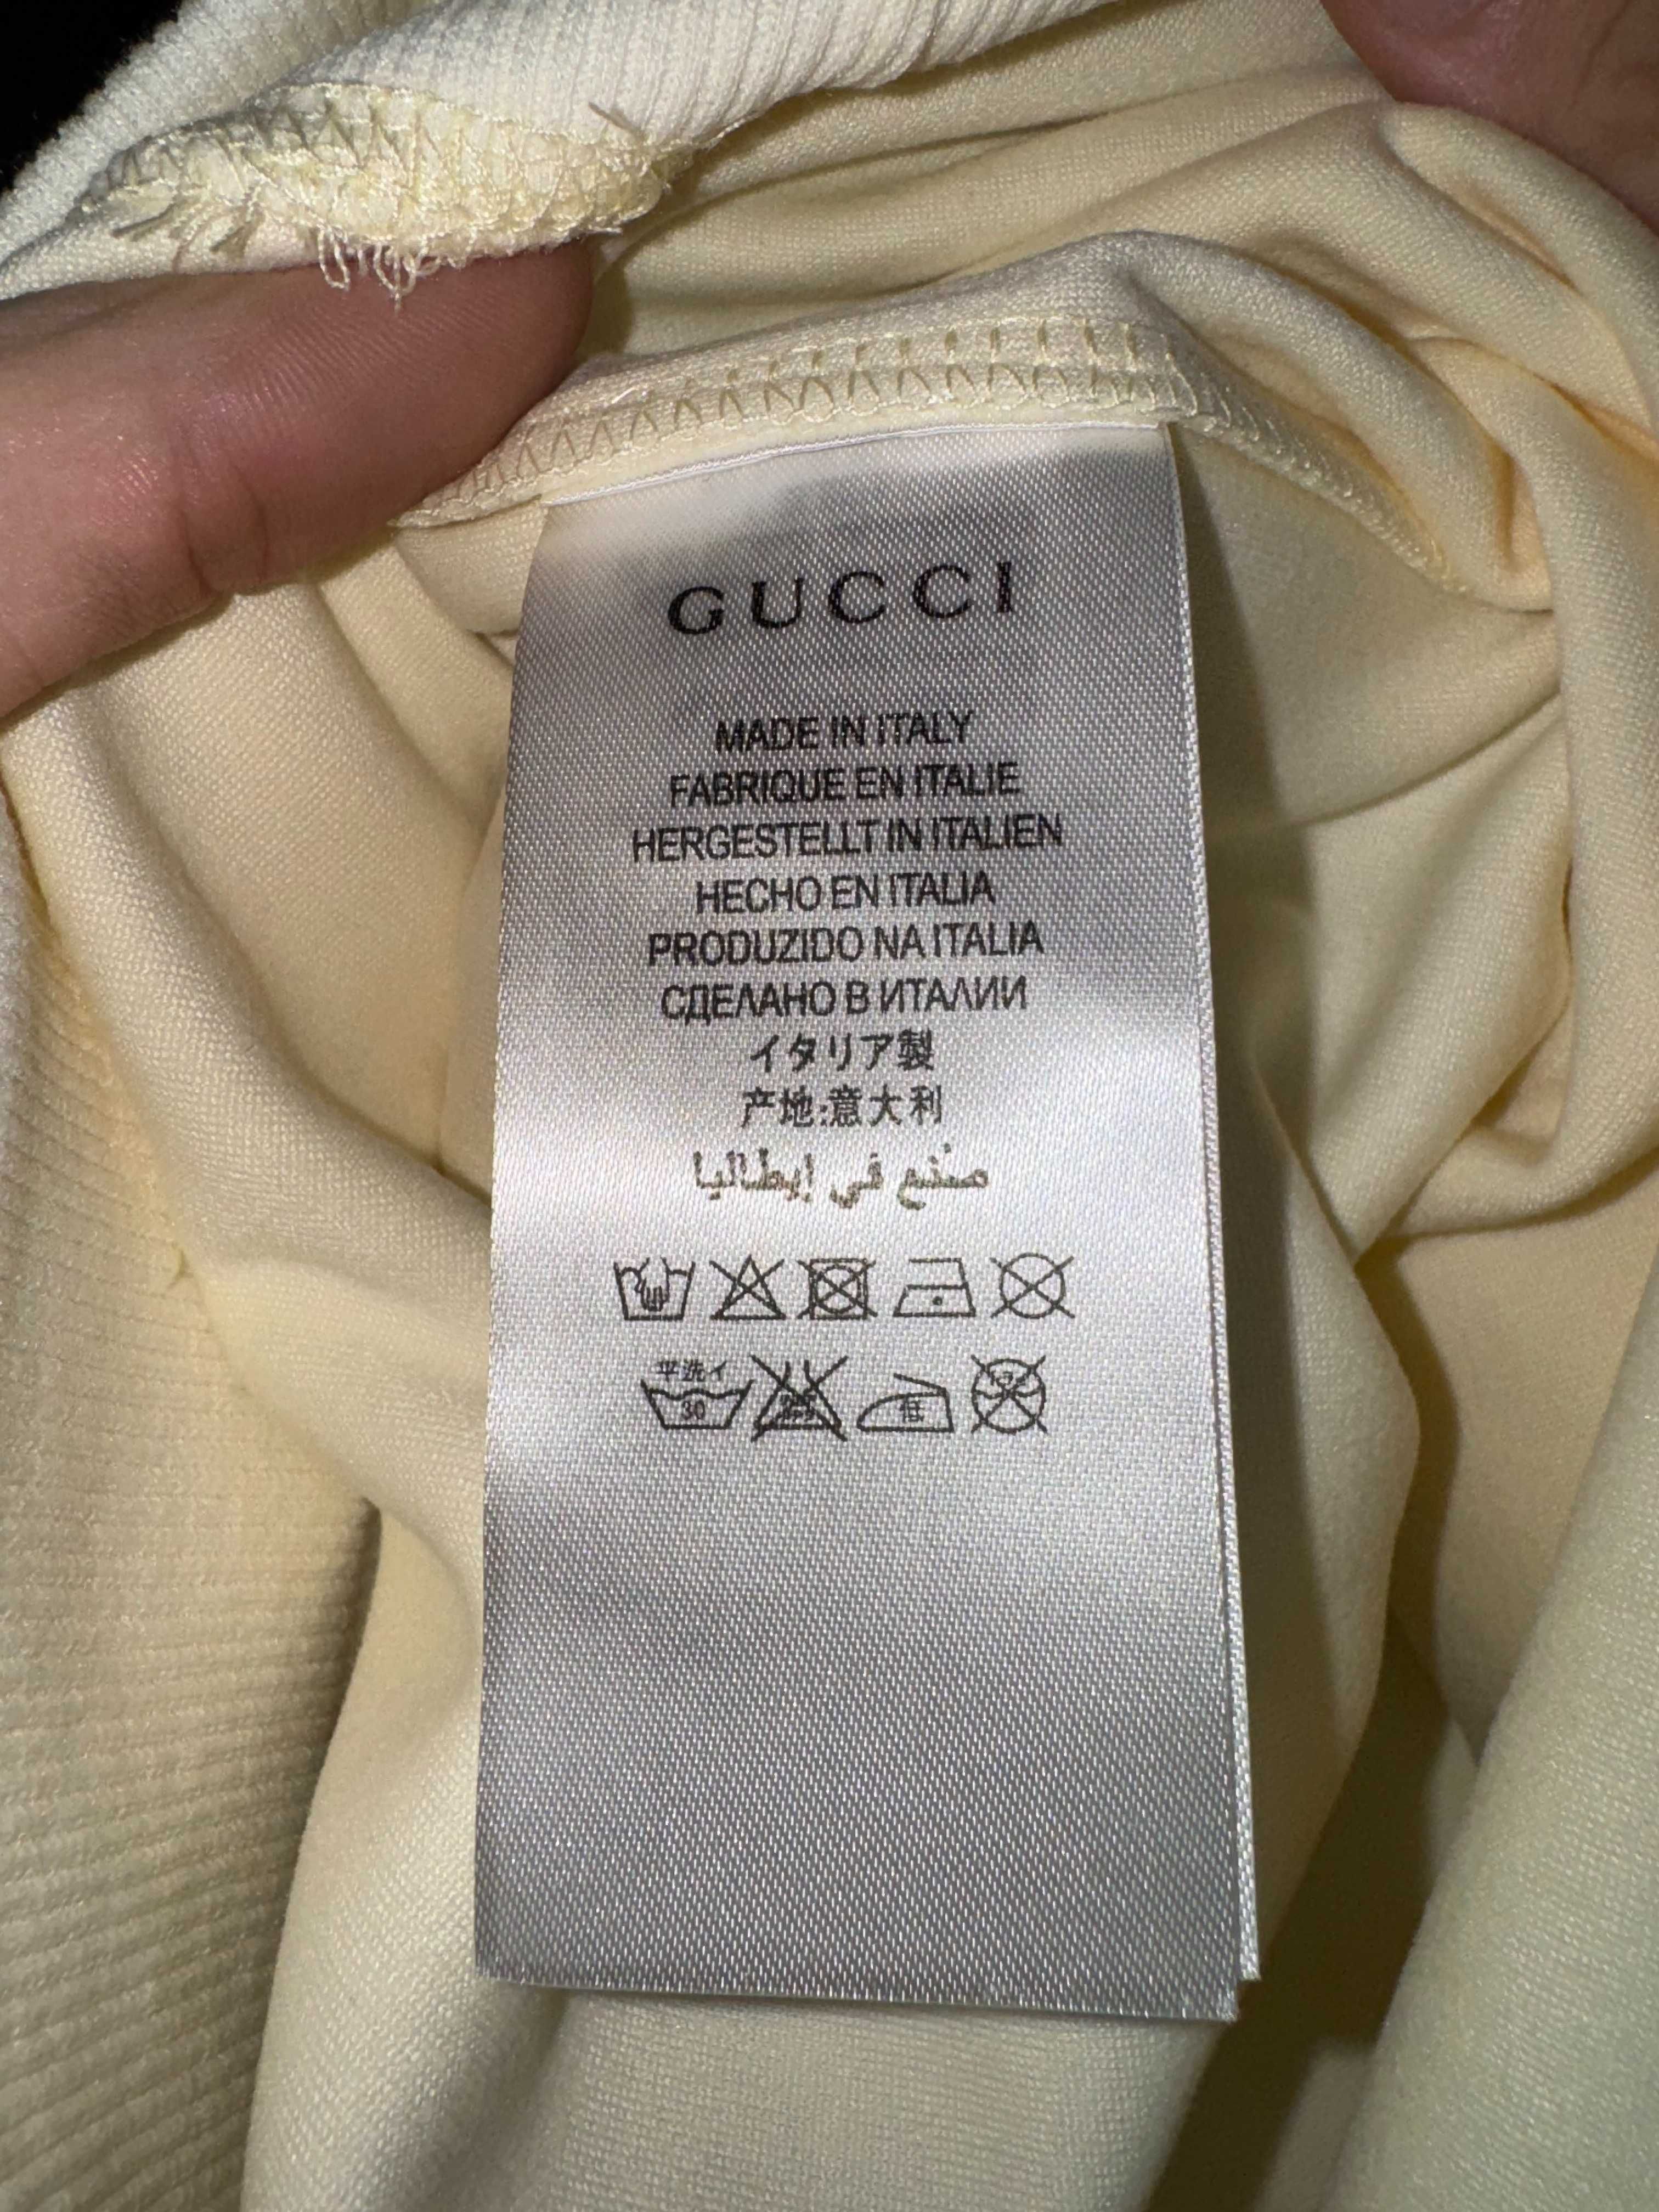 GUCCI
MADE IN ITALY
FABRIQUE EN ITALIE
HERGESTELLT IN ITALIEN
HECHO EN ITALIA
PRODUZIDO NA ITALIA
СДЕЛАНО В ИТАЛИИ
イタリア製
产地:意大利
صنع في إيطاليا
平洗イ
30 低